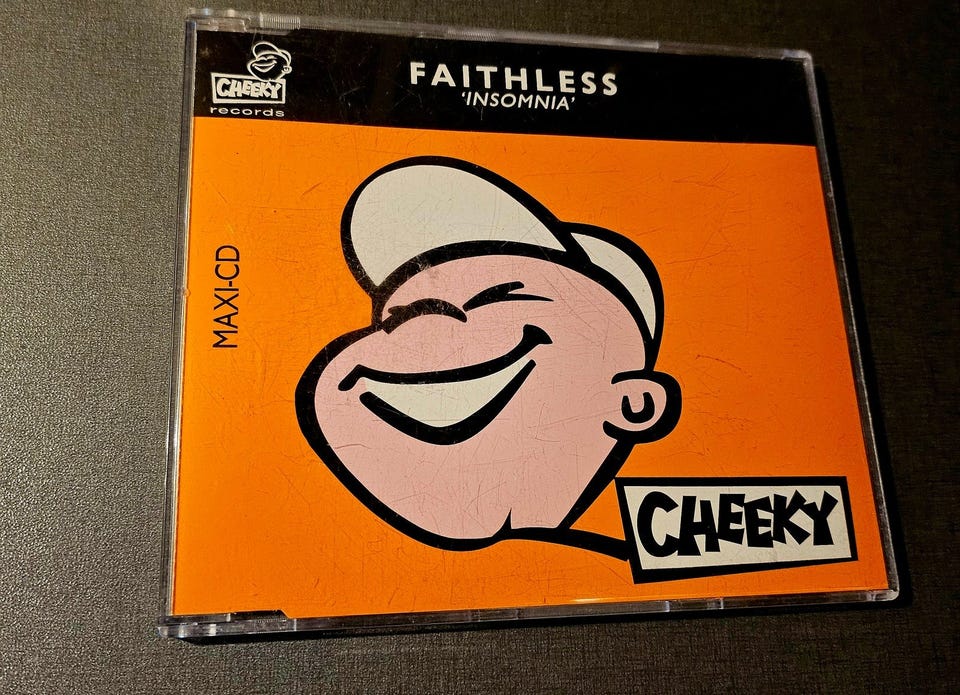 CHEEKY
records
FAITHLESS
'INSOMNIA'
MAXI-CD
CHEEKY